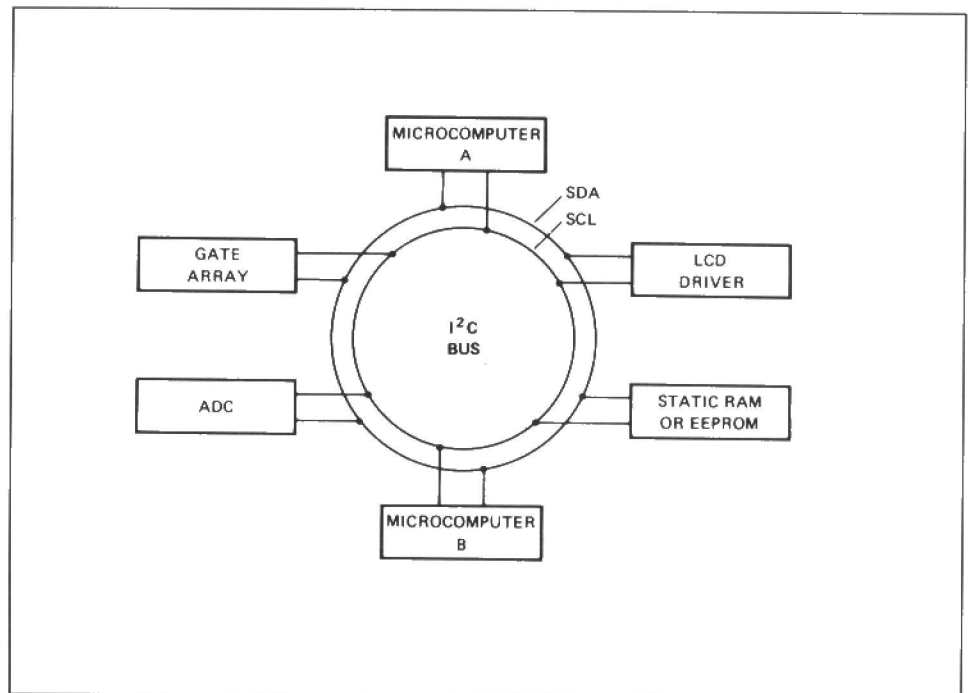 MICROCOMPUTER
A
SDA
SCL
GATE
ARRAY
LCD
DRIVER
I²C
BUS
ADC
STATIC RAM
OR EEPROM
MICROCOMPUTER
B